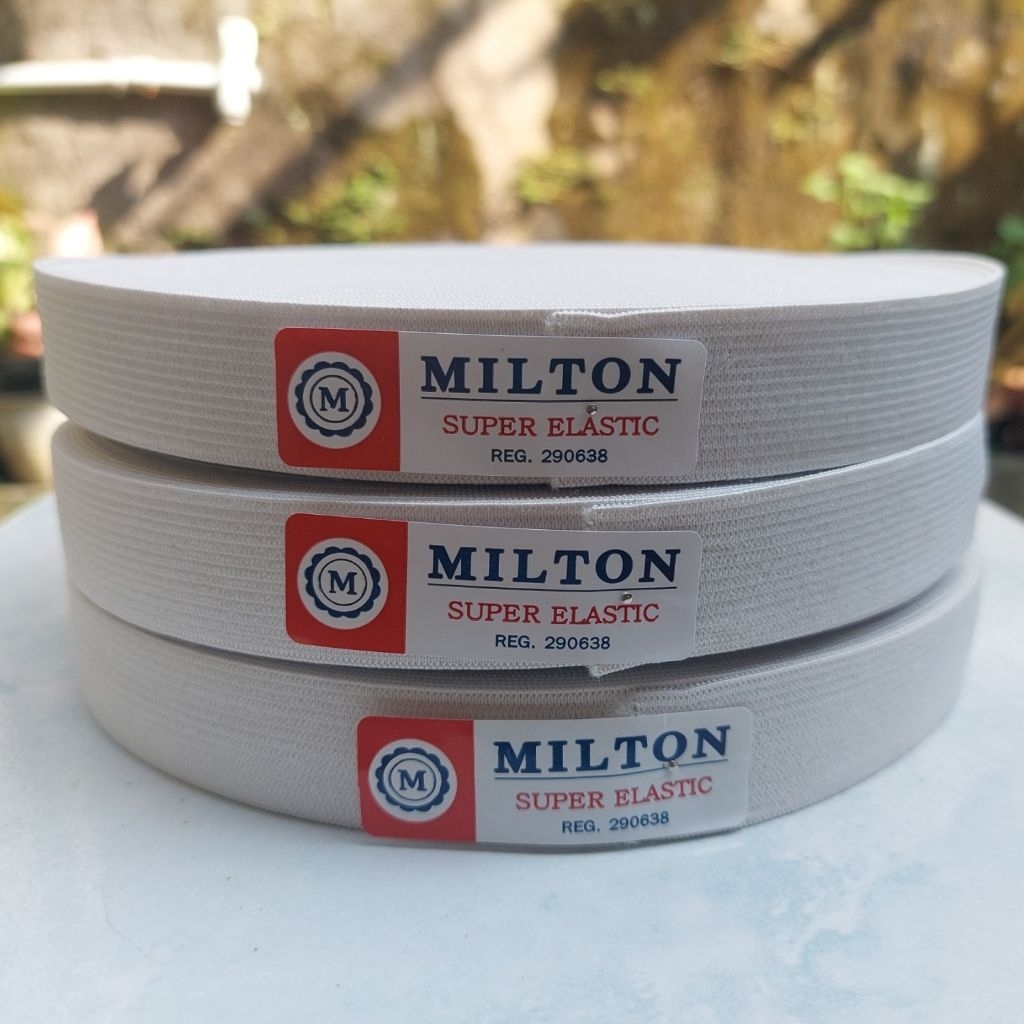 M
MILTON
SUPER ELASTIC
REG. 290638
M
MILTON
SUPER ELASTIC
REG. 290638
M
MILTON
SUPER ELASTIC
REG. 290638